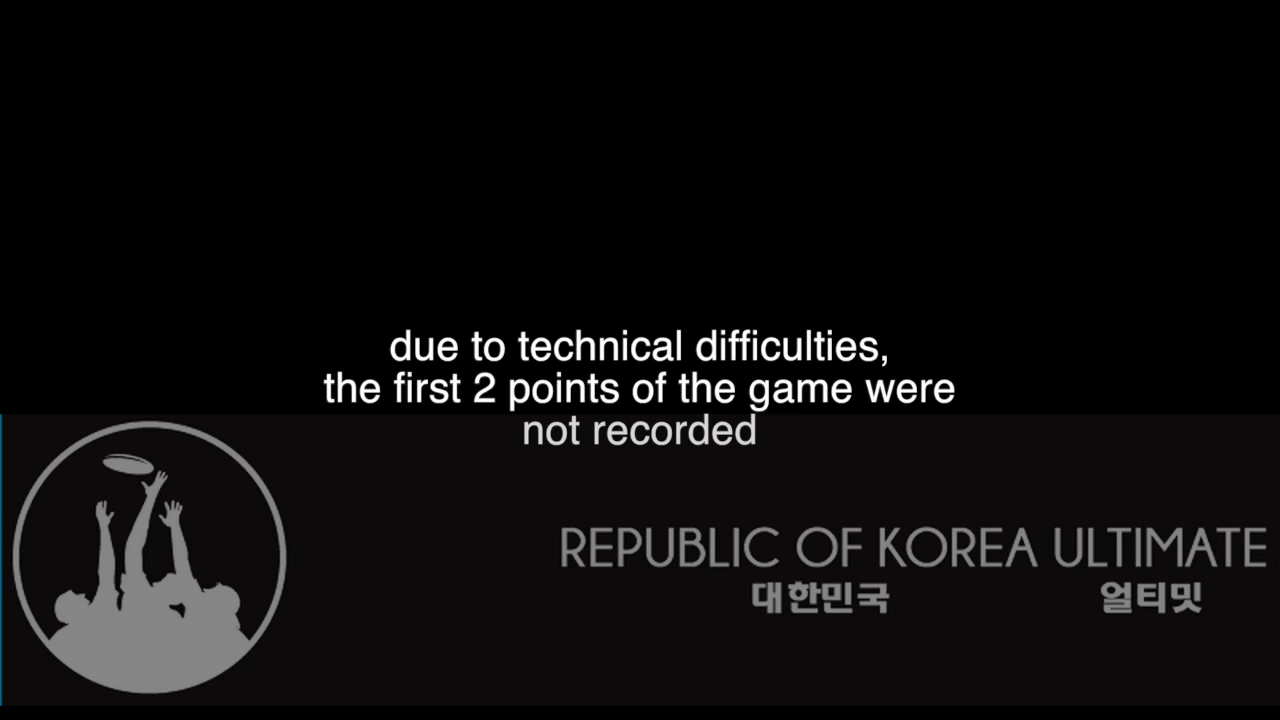 due to technical difficulties,
the first 2 points of the game were
not recorded
REPUBLIC OF KOREA ULTIMATE
대한민국 얼티밋